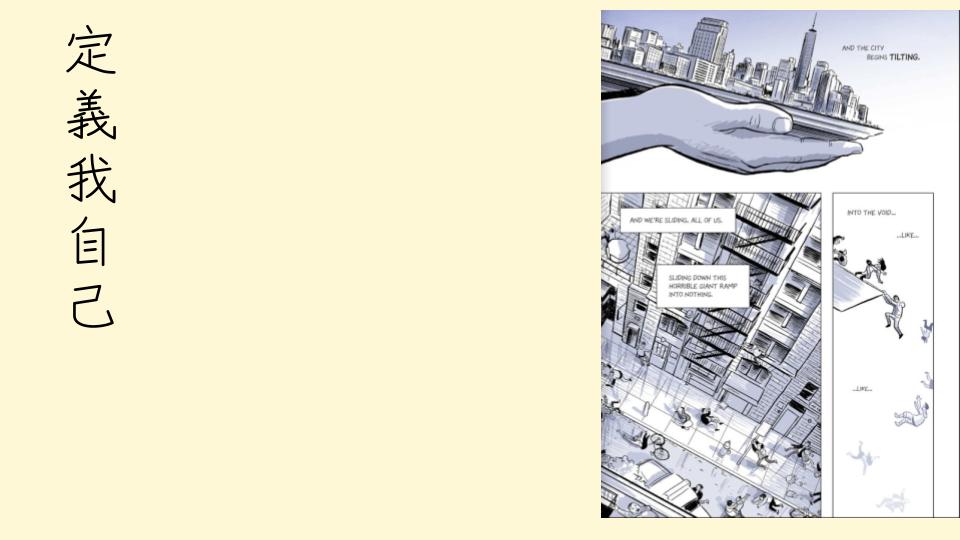 定義我自己
AND THE CITY
BEGINS TILTING.
AND WE'RE SLIDING. ALL OF US.
SLIDING DOWN THIS
HORRIBLE GIANT RAMP
INTO NOTHING.
INTO THE VOID...
...LIKE...
...LIKE...